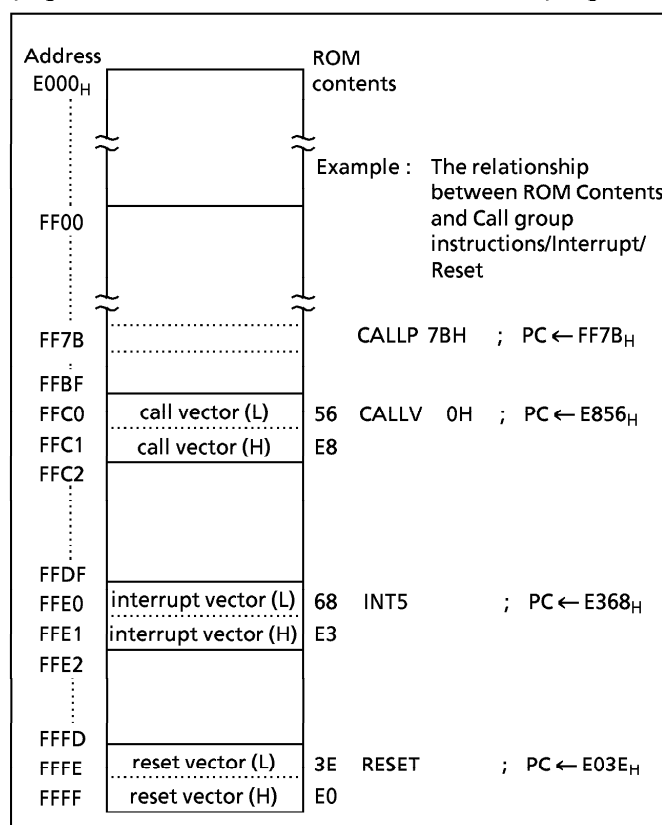 Address ROM
E000H contents
Example : The relationship
between ROM Contents
FF00 and Call group
instructions/Interrupt/
Reset
FF7B CALLP 7BH ; PC ← FF7BH
FFBF
FFC0 call vector (L) 56 CALLV 0H ; PC ← E856H
FFC1 call vector (H) E8
FFC2
FFDF
FFE0 interrupt vector (L) 68 INT5 ; PC ← E368H
FFE1 interrupt vector (H) E3
FFE2
FFFD
FFFE reset vector (L) 3E RESET ; PC ← E03EH
FFFF reset vector (H) E0